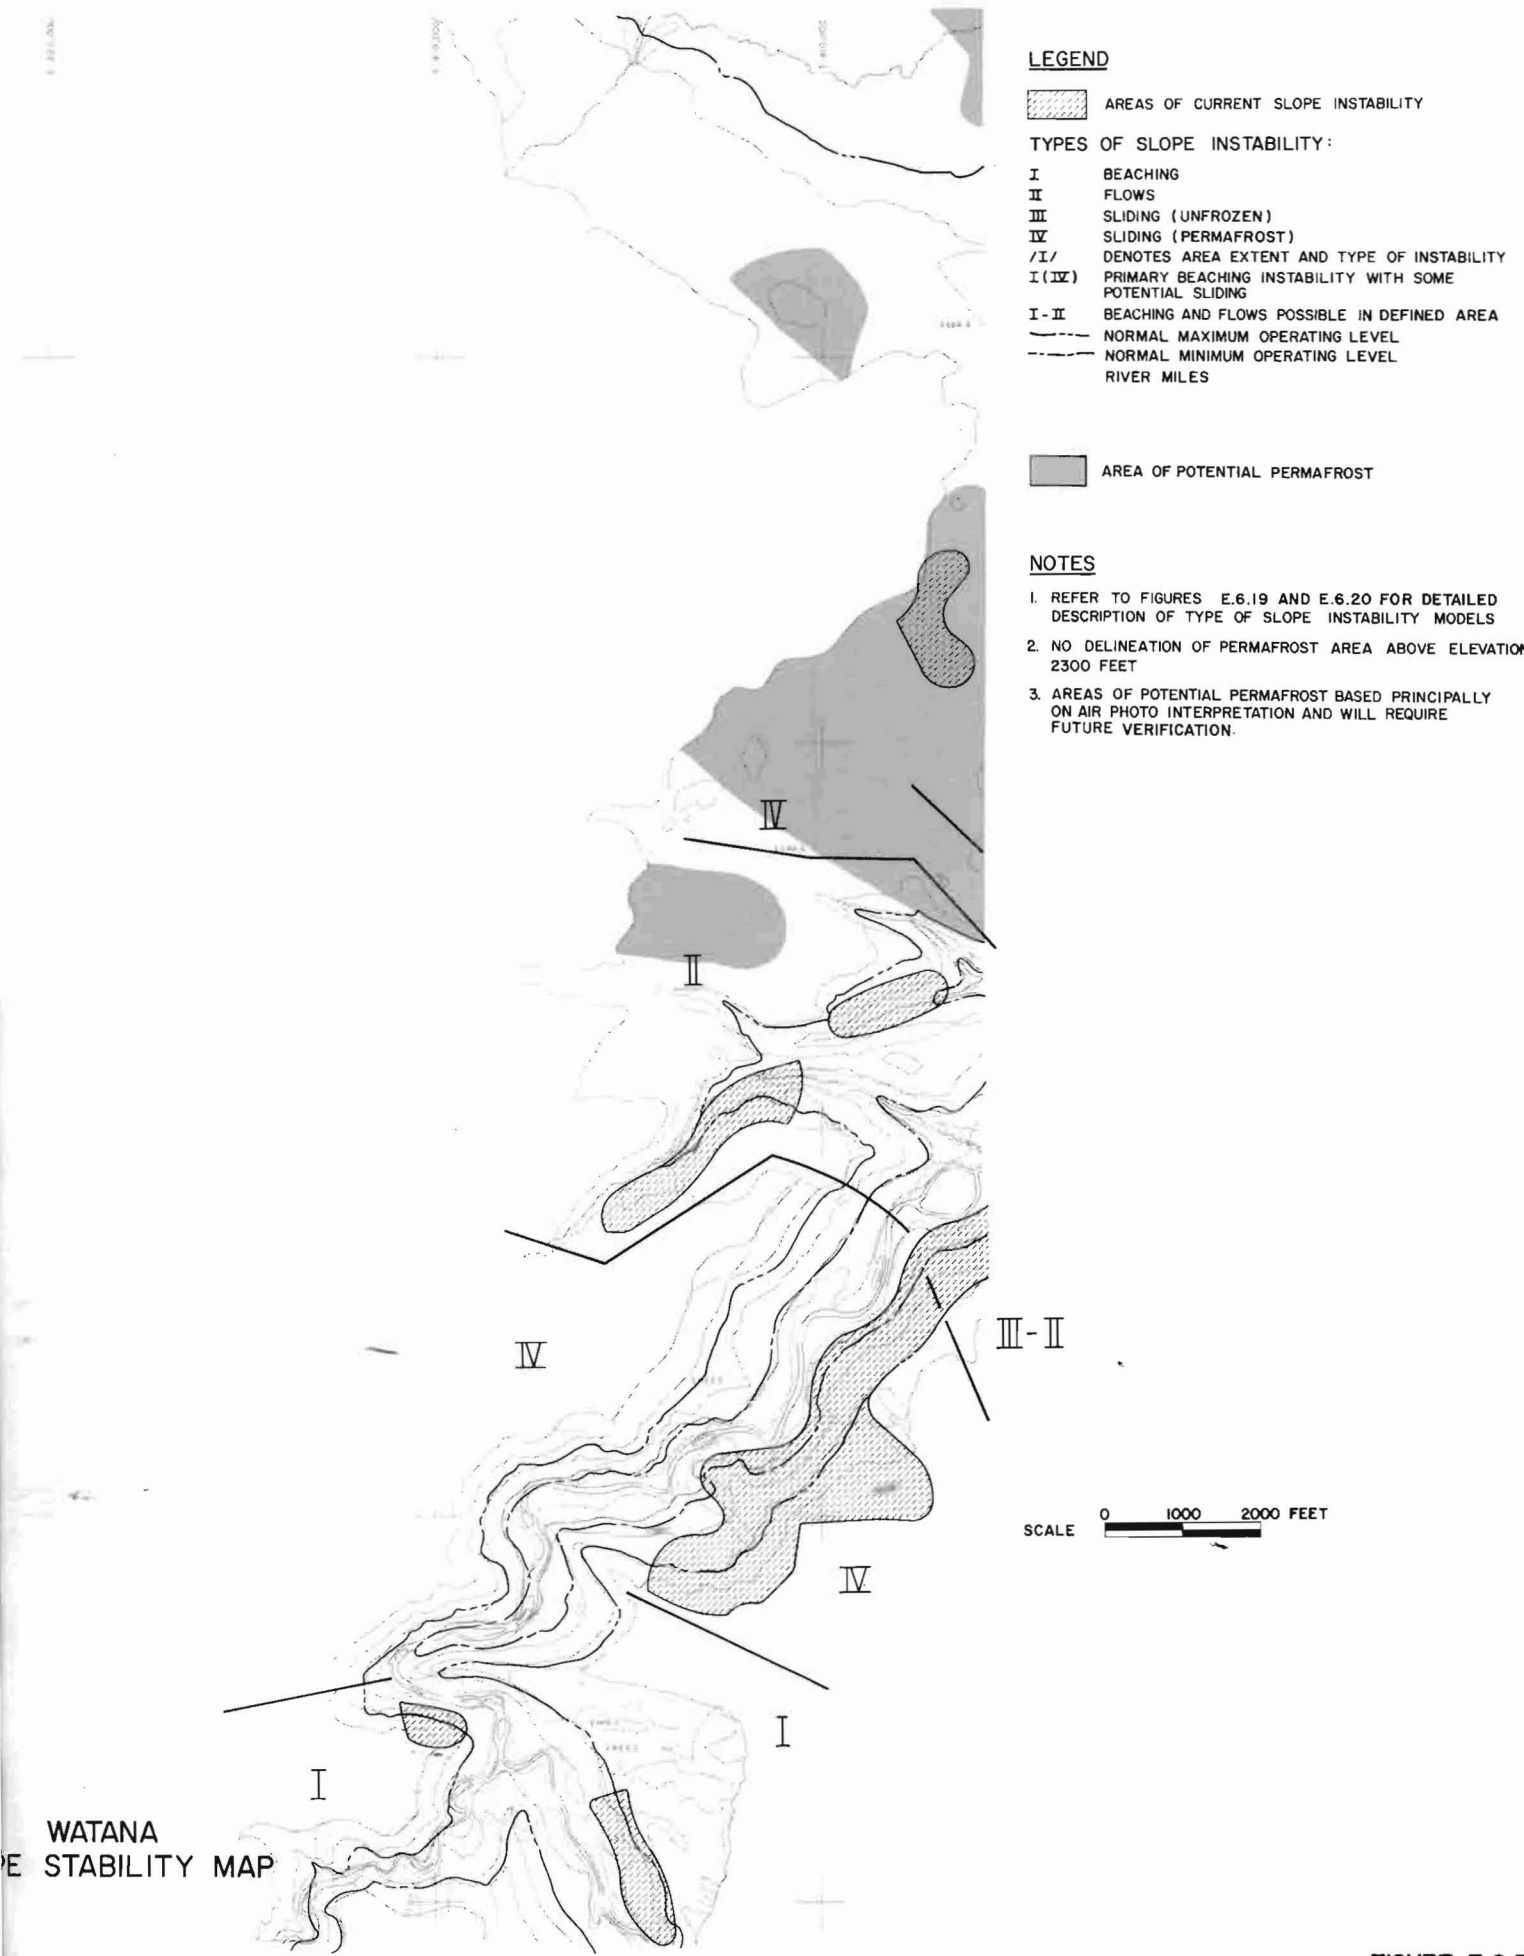 LEGEND
AREAS OF CURRENT SLOPE INSTABILITY
TYPES OF SLOPE INSTABILITY:
I BEACHING
II FLOWS
III SLIDING (UNFROZEN)
IV SLIDING (PERMAFROST)
/I/ DENOTES AREA EXTENT AND TYPE OF INSTABILITY
I(IV) PRIMARY BEACHING INSTABILITY WITH SOME
POTENTIAL SLIDING
I-II BEACHING AND FLOWS POSSIBLE IN DEFINED AREA
NORMAL MAXIMUM OPERATING LEVEL
NORMAL MINIMUM OPERATING LEVEL
RIVER MILES
AREA OF POTENTIAL PERMAFROST
NOTES
1. REFER TO FIGURES E.6.19 AND E.6.20 FOR DETAILED
DESCRIPTION OF TYPE OF SLOPE INSTABILITY MODELS
2. NO DELINEATION OF PERMAFROST AREA ABOVE ELEVATION
2300 FEET
3. AREAS OF POTENTIAL PERMAFROST BASED PRINCIPALLY
ON AIR PHOTO INTERPRETATION AND WILL REQUIRE
FUTURE VERIFICATION.
IV
II
III-II
IV
0 1000 2000 FEET
SCALE
IV
I
I
WATANA
PE STABILITY MAP